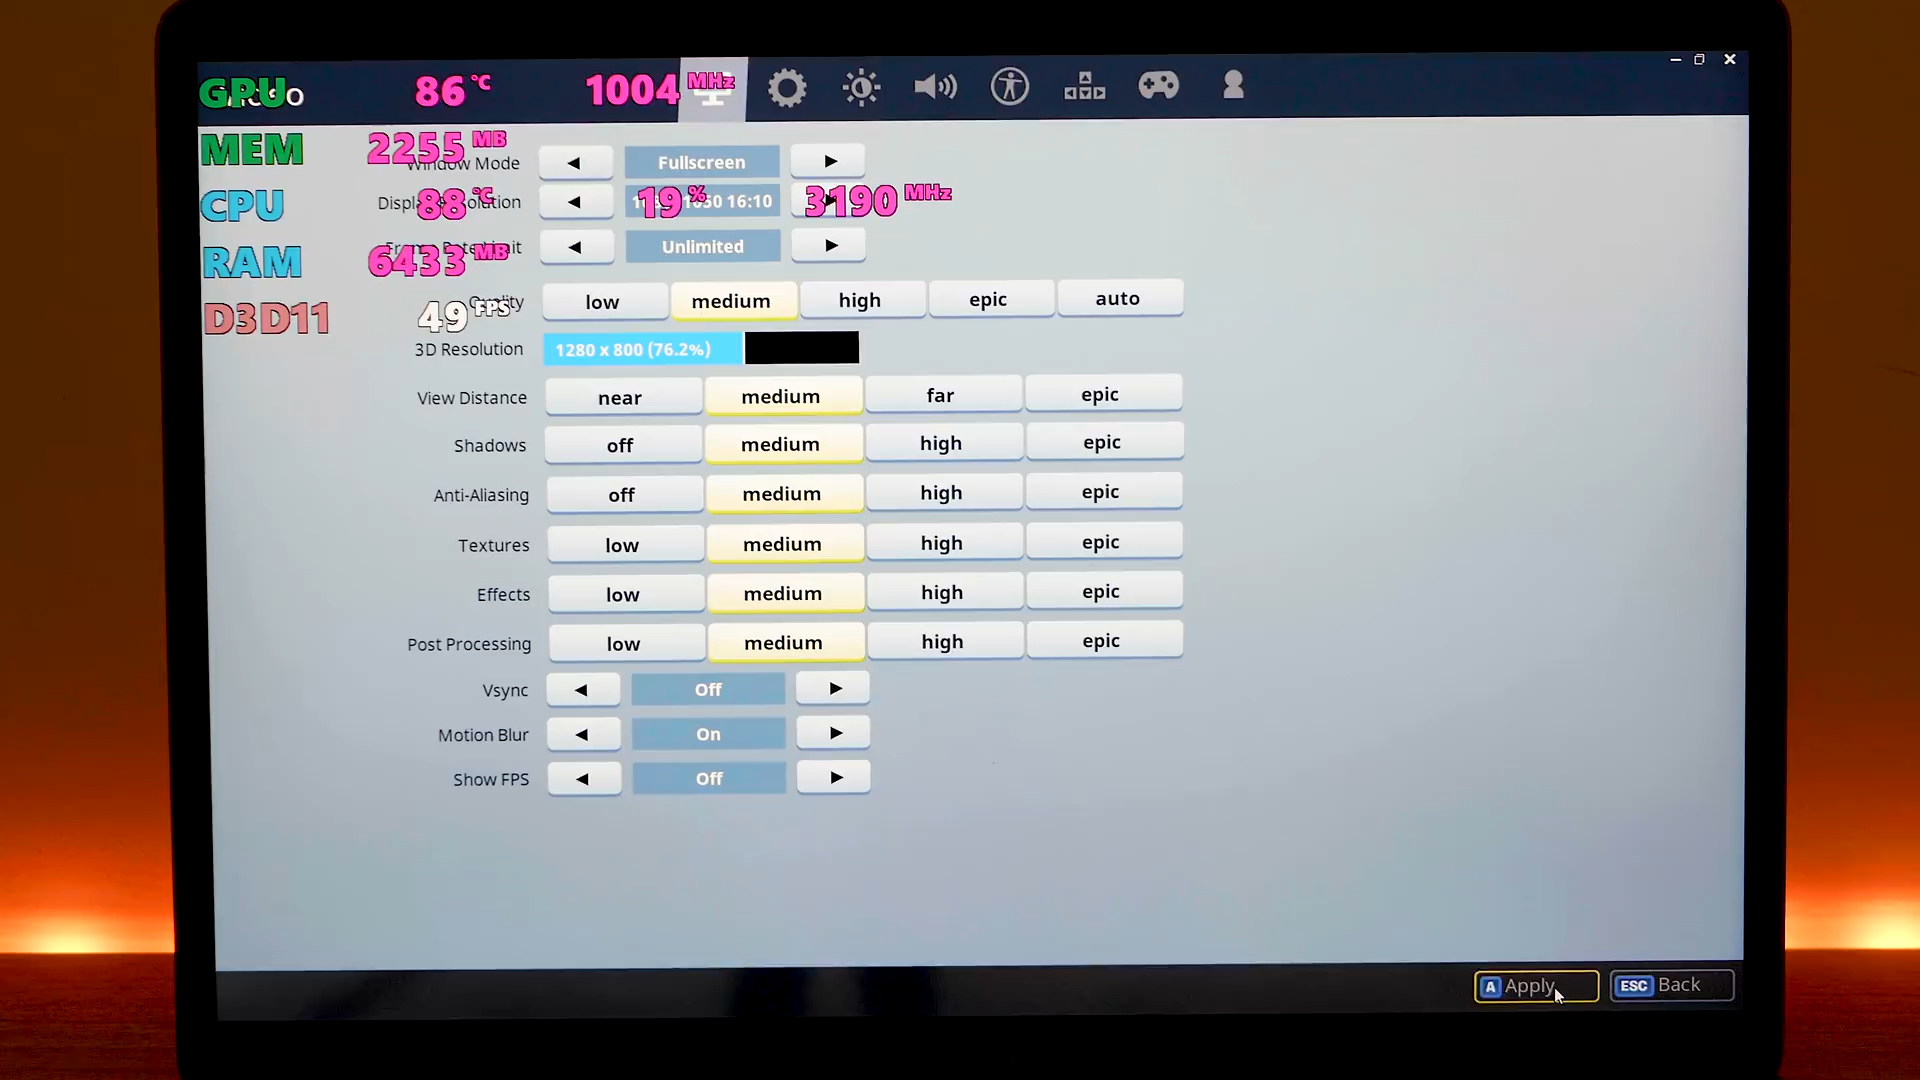 GPU 86 °C 1004 MHz
MEM 2255 MB
Window Mode Fullscreen
CPU 88 °C 19 % 3190 MHz
16:10
RAM 6433 MB
Unlimited
D3D11 49 FPS
Quality low medium high epic auto
3D Resolution 1280 x 800 (76.2%)
View Distance near medium far epic
Shadows off medium high epic
Anti-Aliasing off medium high epic
Textures low medium high epic
Effects low medium high epic
Post Processing low medium high epic
Vsync Off
Motion Blur On
Show FPS Off
A Apply ESC Back